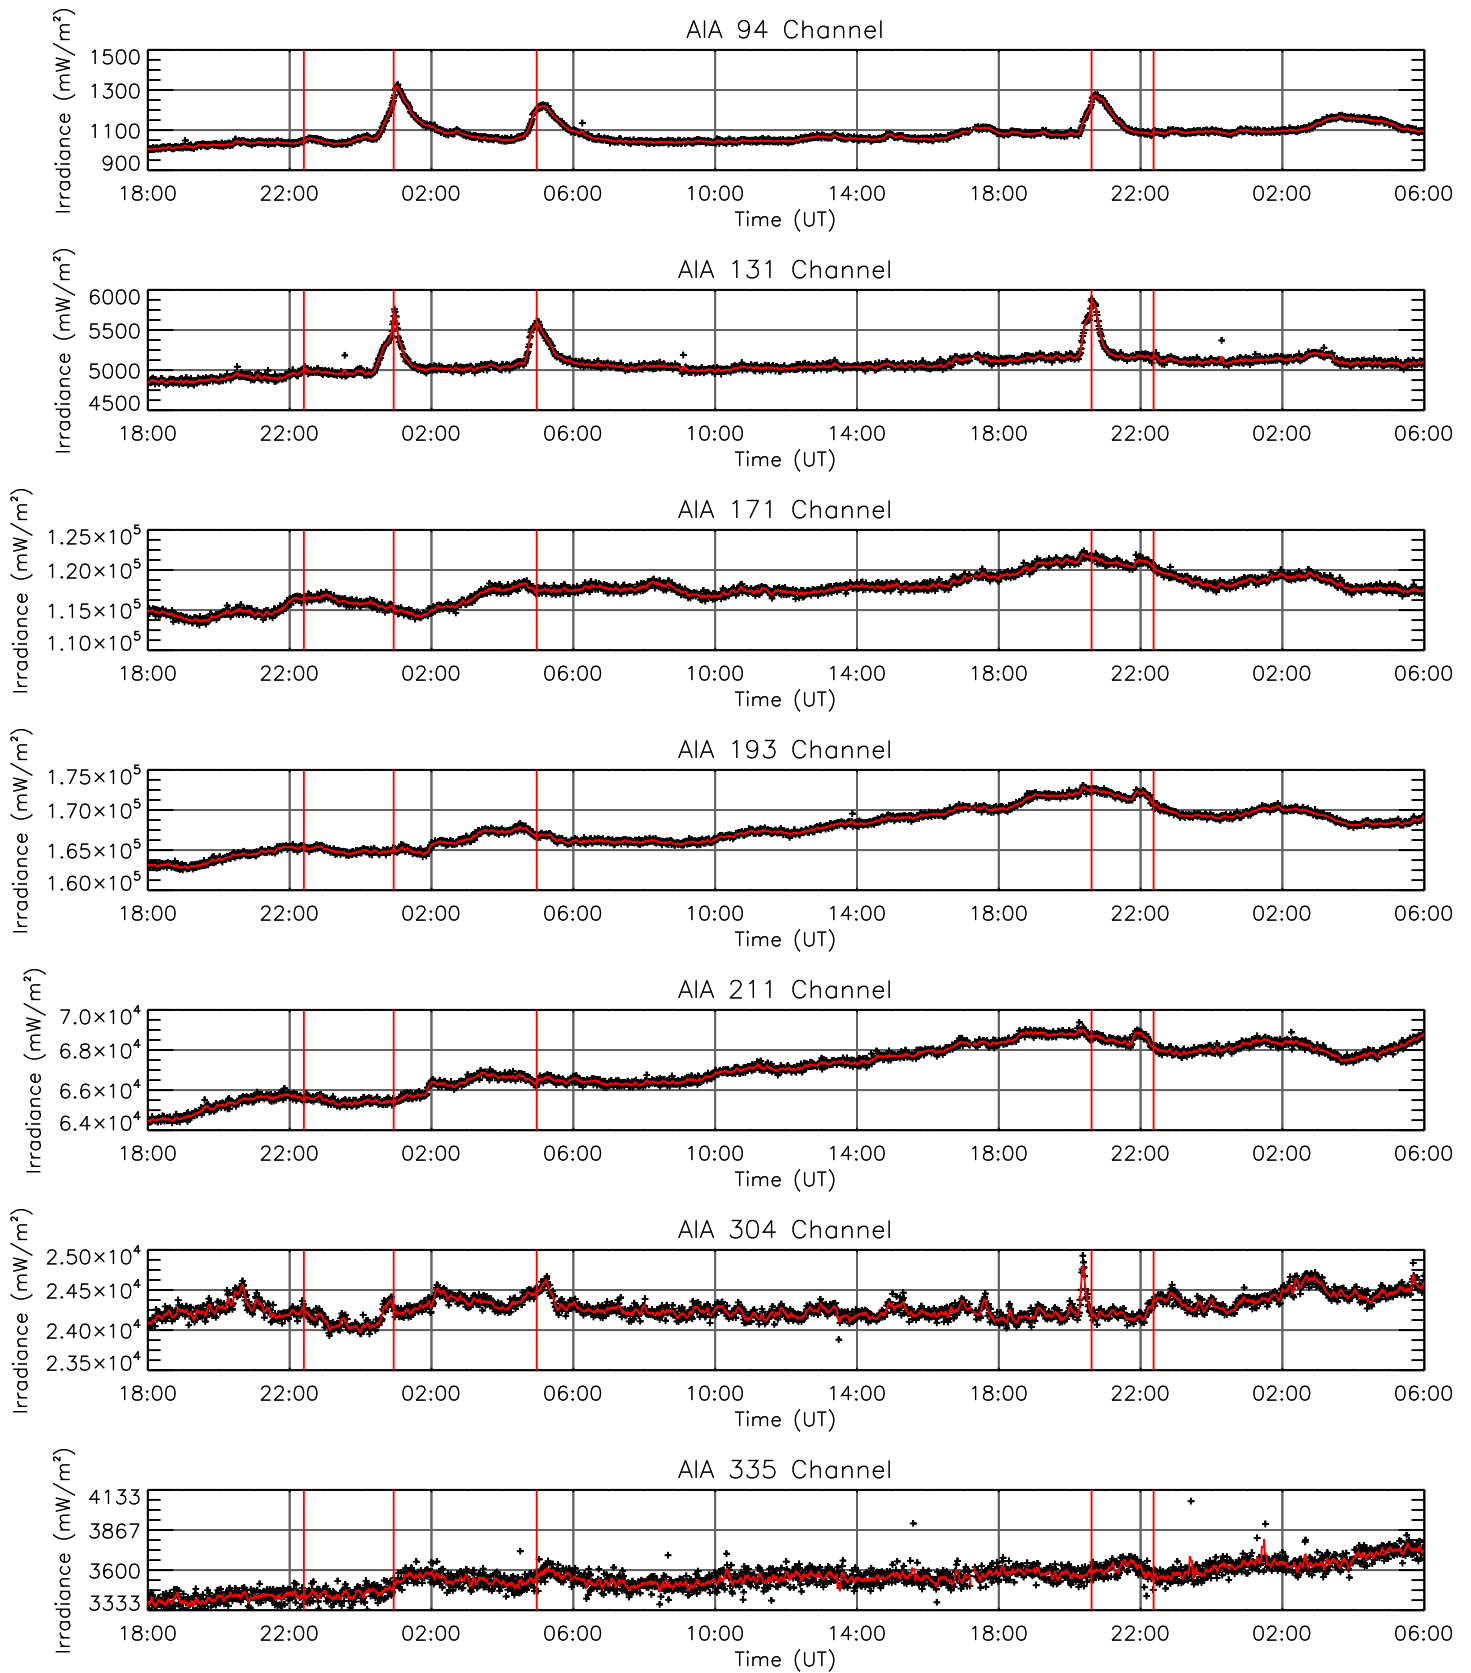 AIA 94 Channel
Irradiance (mW/m²)
1500
1300
1100
900
18:00 22:00 02:00 06:00 10:00 14:00 18:00 22:00 02:00 06:00
Time (UT)
AIA 131 Channel
Irradiance (mW/m²)
6000
5500
5000
4500
18:00 22:00 02:00 06:00 10:00 14:00 18:00 22:00 02:00 06:00
Time (UT)
AIA 171 Channel
Irradiance (mW/m²)
1.25×10⁵
1.20×10⁵
1.15×10⁵
1.10×10⁵
18:00 22:00 02:00 06:00 10:00 14:00 18:00 22:00 02:00 06:00
Time (UT)
AIA 193 Channel
Irradiance (mW/m²)
1.75×10⁵
1.70×10⁵
1.65×10⁵
1.60×10⁵
18:00 22:00 02:00 06:00 10:00 14:00 18:00 22:00 02:00 06:00
Time (UT)
AIA 211 Channel
Irradiance (mW/m²)
7.0×10⁴
6.8×10⁴
6.6×10⁴
6.4×10⁴
18:00 22:00 02:00 06:00 10:00 14:00 18:00 22:00 02:00 06:00
Time (UT)
AIA 304 Channel
Irradiance (mW/m²)
2.50×10⁴
2.45×10⁴
2.40×10⁴
2.35×10⁴
18:00 22:00 02:00 06:00 10:00 14:00 18:00 22:00 02:00 06:00
Time (UT)
AIA 335 Channel
Irradiance (mW/m²)
4133
3867
3600
3333
18:00 22:00 02:00 06:00 10:00 14:00 18:00 22:00 02:00 06:00
Time (UT)